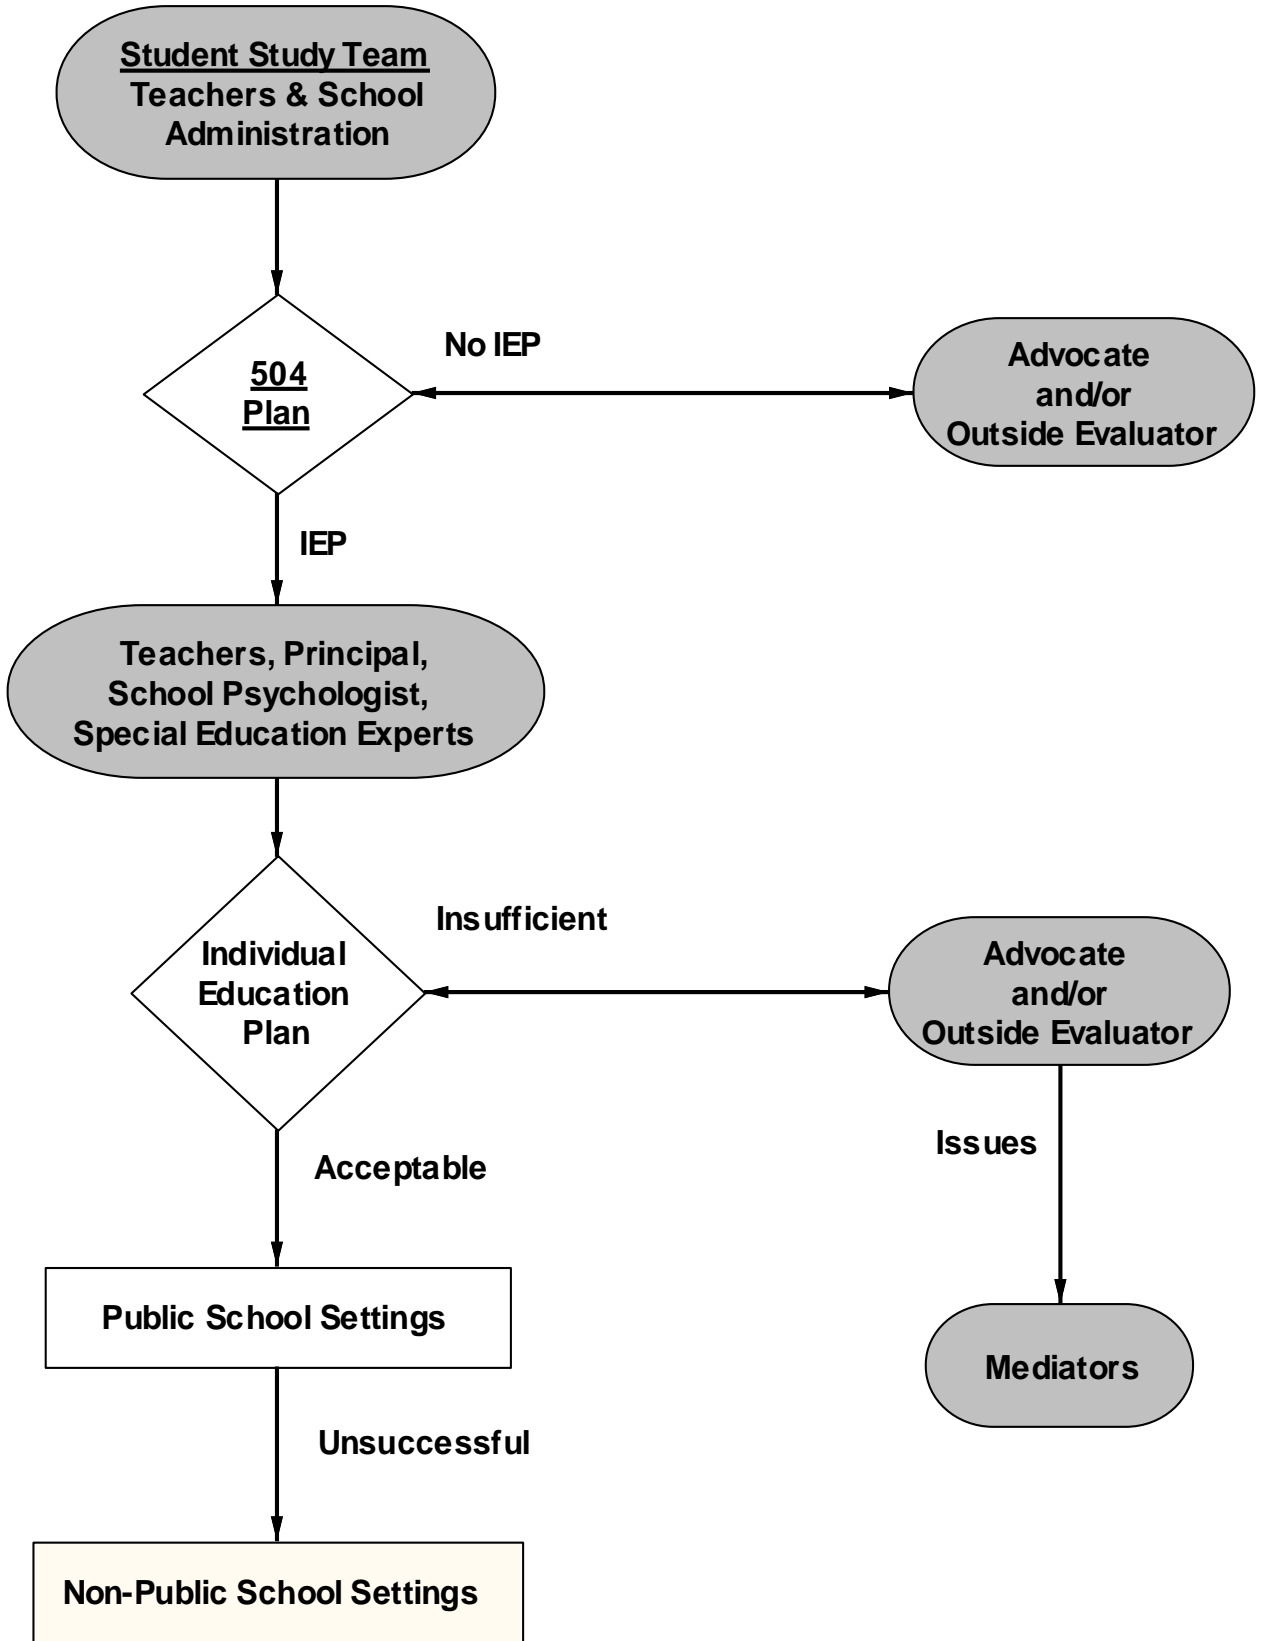 Student Study Team
Teachers & School
Administration
504
Plan
No IEP
Advocate
and/or
Outside Evaluator
IEP
Teachers, Principal,
School Psychologist,
Special Education Experts
Individual
Education
Plan
Insufficient
Advocate
and/or
Outside Evaluator
Acceptable
Issues
Public School Settings
Mediators
Unsuccessful
Non-Public School Settings